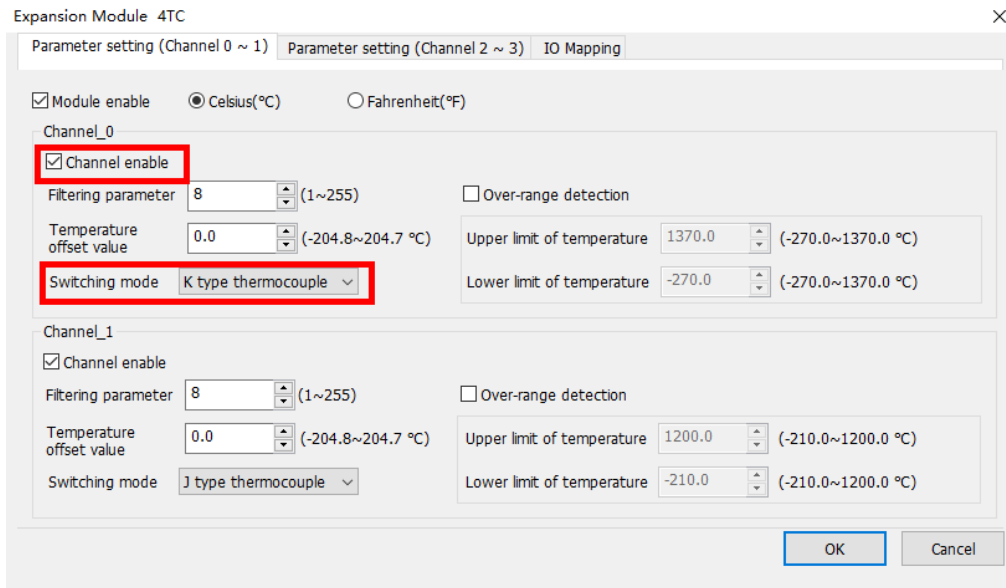 Expansion Module 4TC
Parameter setting (Channel 0 ~ 1) Parameter setting (Channel 2 ~ 3) IO Mapping
Module enable Celsius(°C) Fahrenheit(°F)
Channel_0
Channel enable
Filtering parameter 8 (1~255) Over-range detection
Temperature offset value 0.0 (-204.8~204.7 °C) Upper limit of temperature 1370.0 (-270.0~1370.0 °C)
Switching mode K type thermocouple Lower limit of temperature -270.0 (-270.0~1370.0 °C)
Channel_1
Channel enable
Filtering parameter 8 (1~255) Over-range detection
Temperature offset value 0.0 (-204.8~204.7 °C) Upper limit of temperature 1200.0 (-210.0~1200.0 °C)
Switching mode J type thermocouple Lower limit of temperature -210.0 (-210.0~1200.0 °C)
OK Cancel